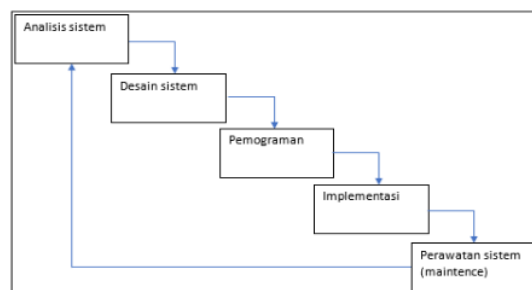 Analisis sistem
Desain sistem
Pemograman
Implementasi
Perawatan sistem
(maintence)